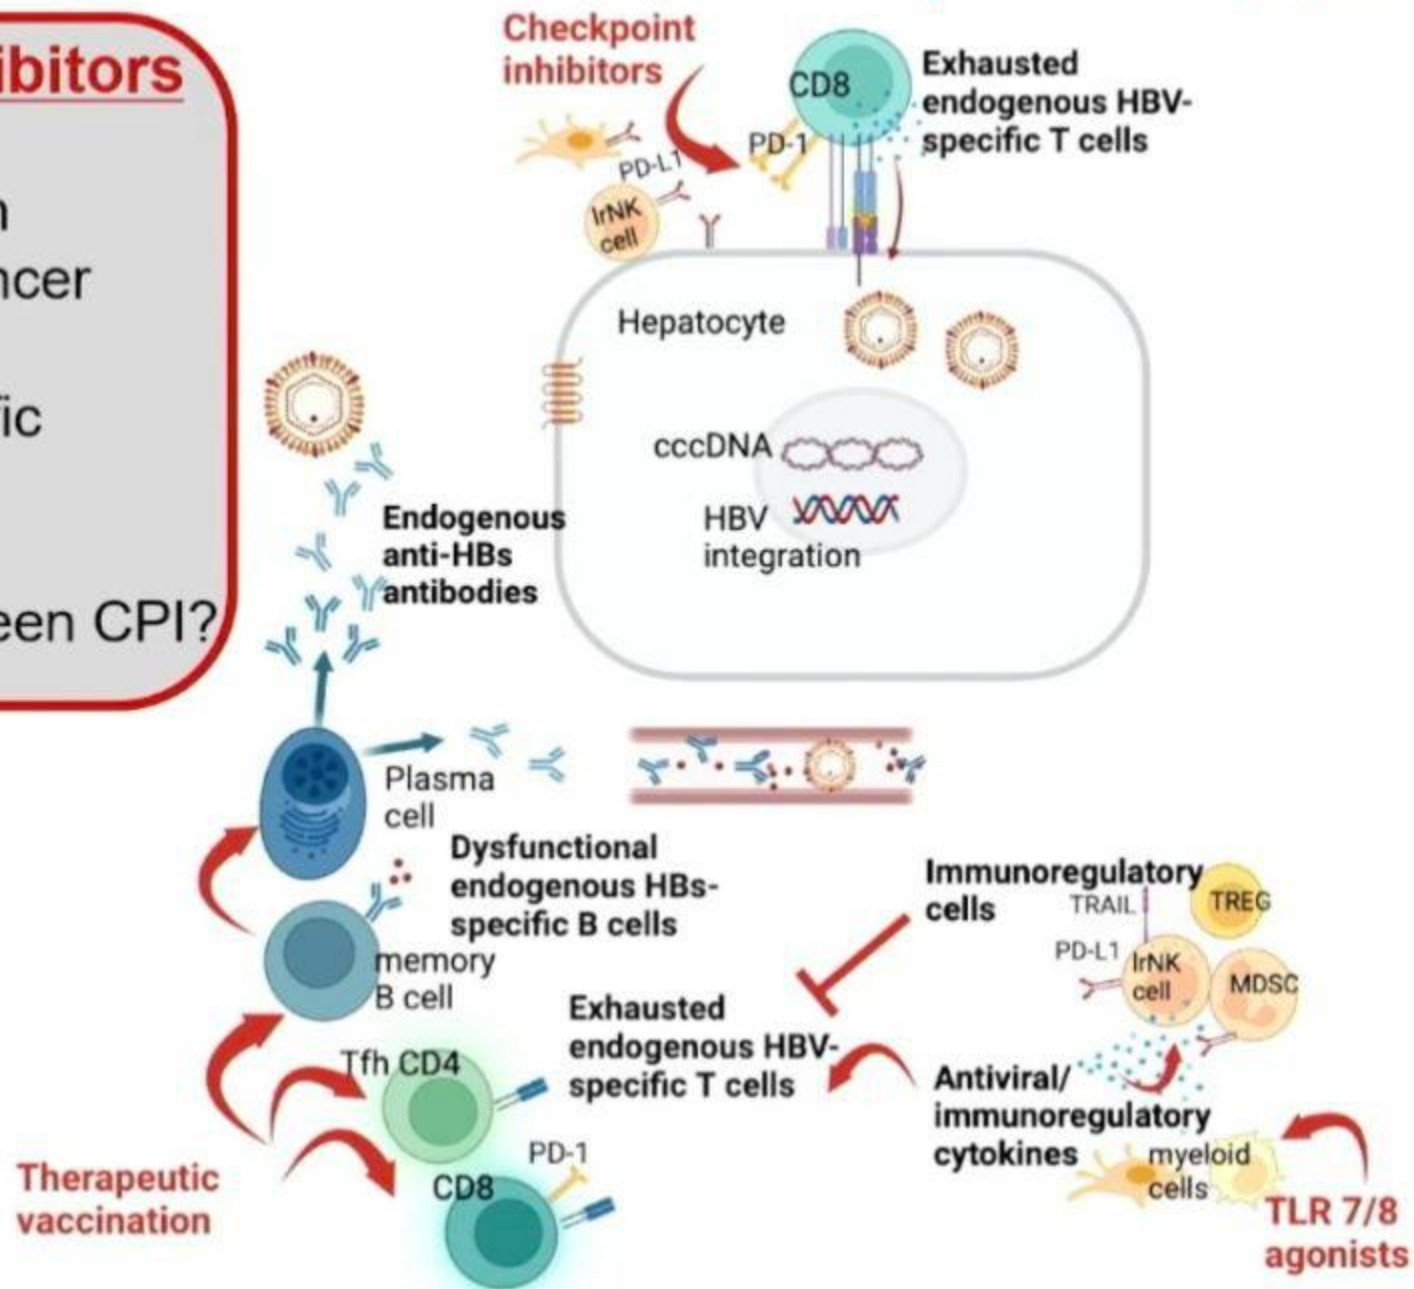 ibitors
n
ncer
ic
een CPI?
Checkpoint
inhibitors
CD8
Exhausted
endogenous HBV-
specific T cells
PD-1
PD-L1
IrNK
cell
Hepatocyte
cccDNA
HBV
integration
Endogenous
anti-HBs
antibodies
Plasma
cell
Dysfunctional
endogenous HBs-
specific B cells
memory
B cell
Exhausted
endogenous HBV-
specific T cells
Tfh CD4
PD-1
CD8
Therapeutic
vaccination
Immunoregulatory
cells
TRAIL
TREG
PD-L1
IrNK
cell
MDSC
Antiviral/
immunoregulatory
cytokines
myeloid
cells
TLR 7/8
agonists